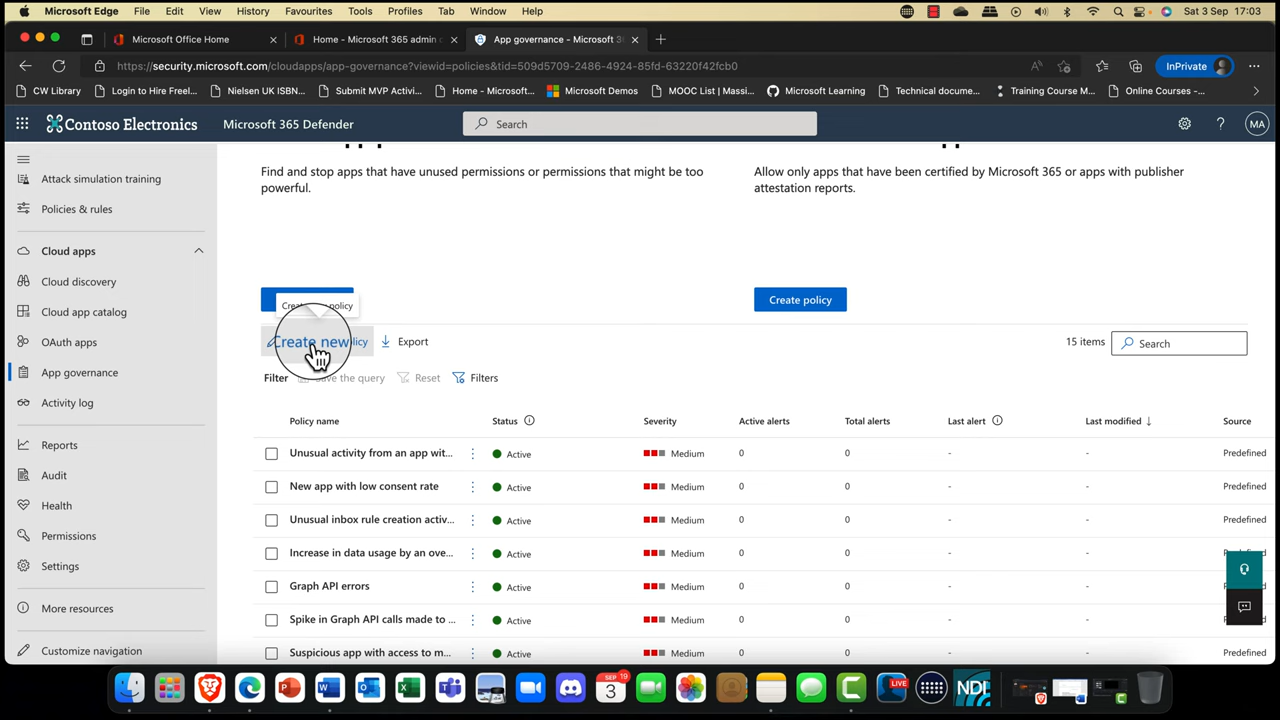 Microsoft Edge File Edit View History Favourites Tools Profiles Tab Window Help Sat 3 Sep 17:03
Microsoft Office Home Home - Microsoft 365 admin c App governance - Microsoft 36
https://security.microsoft.com/cloudapps/app-governance?viewid=policies&tid=509d5709-2486-4924-85fd-63220f42fcb0 InPrivate
CW Library Login to Hire Freel... Nielsen UK ISBN... Submit MVP Activi... Home - Microsoft... Microsoft Demos MOOC List | Massi... Microsoft Learning Technical docume... Training Course M... Online Courses -...
Contoso Electronics Microsoft 365 Defender Search MA
Attack simulation training
Policies & rules
Cloud apps
Cloud discovery
Cloud app catalog
OAuth apps
App governance
Activity log
Reports
Audit
Health
Permissions
Settings
More resources
Customize navigation
Find and stop apps that have unused permissions or permissions that might be too
powerful.
Allow only apps that have been certified by Microsoft 365 or apps with publisher
attestation reports.
Create policy
Create new Export
15 items Search
Filter Save the query Reset Filters
Policy name Status Severity Active alerts Total alerts Last alert Last modified ↓ Source
Unusual activity from an app wit... Active Medium 0 0 - - Predefined
New app with low consent rate Active Medium 0 0 - - Predefined
Unusual inbox rule creation activ... Active Medium 0 0 - - Predefined
Increase in data usage by an ove... Active Medium 0 0 - - Predefined
Graph API errors Active Medium 0 0 - - Predefined
Spike in Graph API calls made to ... Active Medium 0 0 - - Predefined
Suspicious app with access to m... Active Medium 0 0 - - Predefined
SEP 19
3
LIVE
NDI